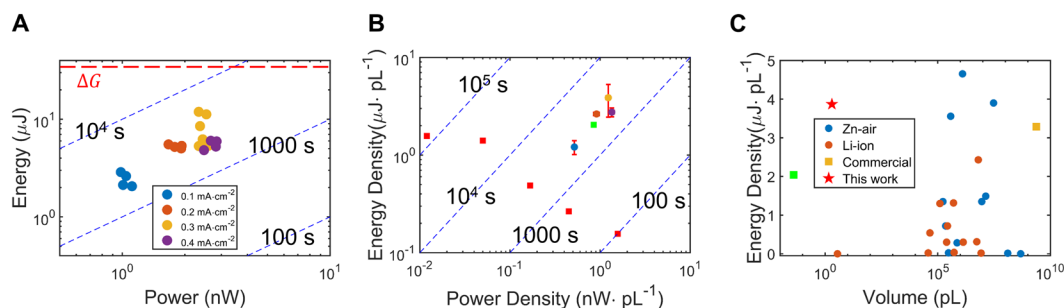 A
B
C
ΔG
10⁴ s
1000 s
100 s
0.1 mA-cm⁻²
0.2 mA-cm⁻²
0.3 mA-cm⁻²
0.4 mA-cm⁻²
10¹
10⁰
10⁰
10¹
Energy (μJ)
Power (nW)
10⁵ s
10⁴ s
1000 s
100 s
10¹
10⁰
10⁻¹
10⁻²
10⁻¹
10⁰
10¹
Energy Density(μJ· pL⁻¹)
Power Density (nW· pL⁻¹)
5
4
3
2
1
0
Zn-air
Li-ion
Commercial
This work
10⁰
10⁵
10¹⁰
Energy Density(μJ· pL⁻¹)
Volume (pL)